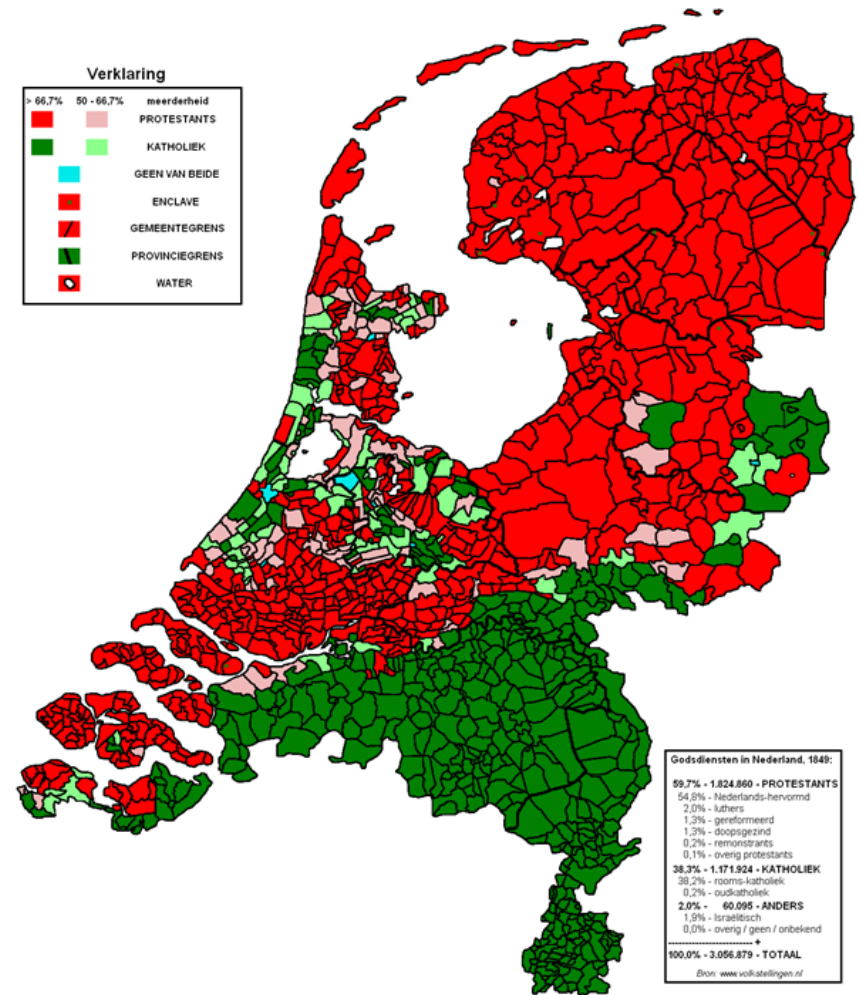 Verklaring
> 66,7% 50 - 66,7% meerderheid
PROTESTANTS
KATHOLIEK
GEEN VAN BEIDE
ENCLAVE
GEMEENTEGRENS
PROVINCIEGRENS
WATER
Godsdiensten in Nederland, 1849:
59,7% - 1.824.860 - PROTESTANTS
54,8% - Nederlands-hervormd
2,0% - luthers
1,3% - gereformeerd
1,3% - doopsgezind
0,2% - remonstrants
0,1% - overig protestants
38,3% - 1.171.924 - KATHOLIEK
38,2% - rooms-katholiek
0,2% - oudkatholiek
2,0% - 60.095 - ANDERS
1,9% - Israëlitisch
0,0% - overig / geen / onbekend
-------------------------- +
100,0% - 3.056.879 - TOTAAL
Bron: www.volkstellingen.nl